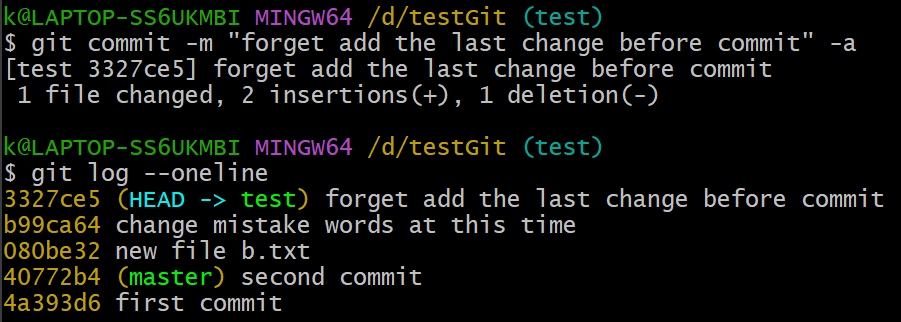 k@LAPTOP-SS6UKMBI MINGW64 /d/testGit (test)
$ git commit -m "forget add the last change before commit" -a
[test 3327ce5] forget add the last change before commit
 1 file changed, 2 insertions(+), 1 deletion(-)
k@LAPTOP-SS6UKMBI MINGW64 /d/testGit (test)
$ git log --oneline
3327ce5 (HEAD -> test) forget add the last change before commit
b99ca64 change mistake words at this time
080be32 new file b.txt
40772b4 (master) second commit
4a393d6 first commit